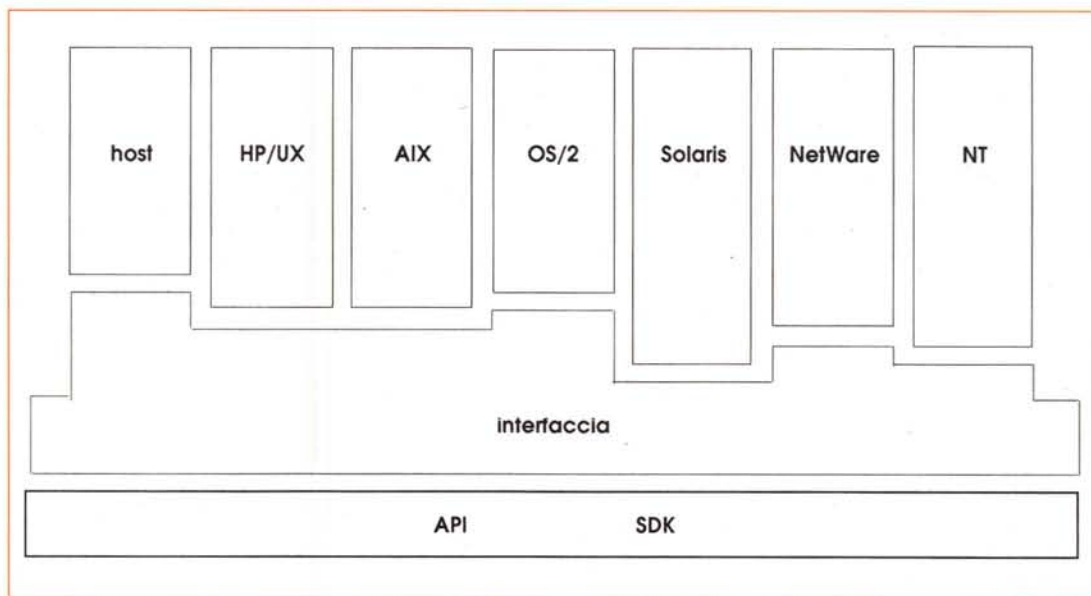 host HP/UX AIX OS/2 Solaris NetWare NT
interfaccia
API SDK